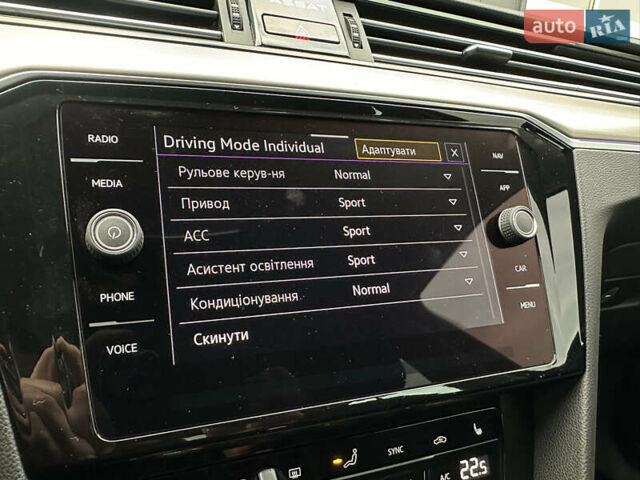 PASSAT
auto RIA
RADIO
MEDIA
PHONE
VOICE
Driving Mode Individual
Адаптувати
X
Рульове керув-ня Normal
Привод Sport
ACC Sport
Асистент освітлення Sport
Кондиціонування Normal
Скинути
NAV
APP
CAR
MENU
SYNC
A/C 22.5